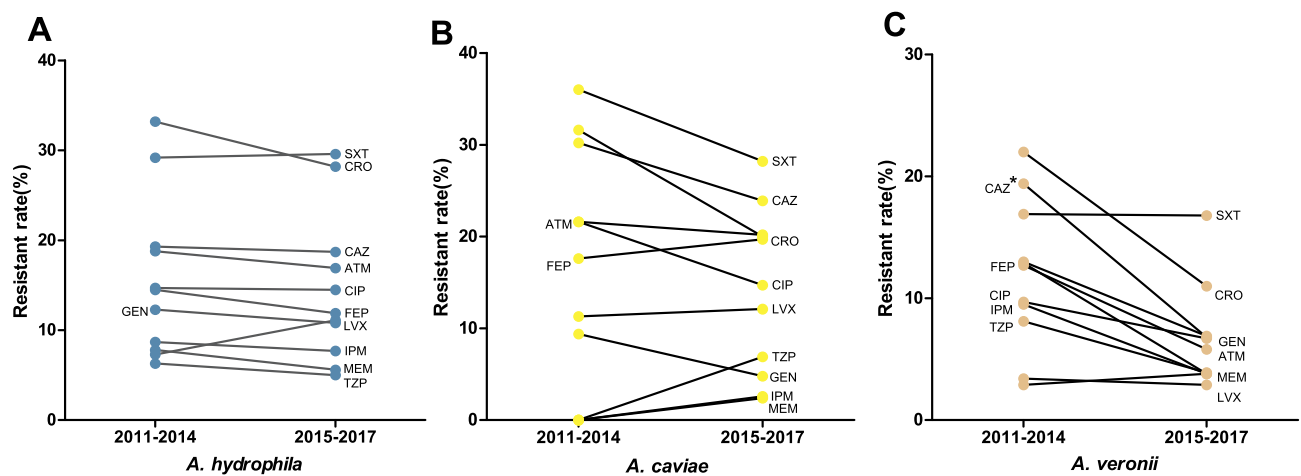 A
Resistant rate(%)
40
30
20
10
0
GEN
SXT
CRO
CAZ
ATM
CIP
FEP
LVX
IPM
MEM
TZP
2011-2014
2015-2017
A. hydrophila
B
Resistant rate(%)
40
30
20
10
0
ATM
FEP
SXT
CAZ
CRO
CIP
LVX
TZP
GEN
IPM
MEM
2011-2014
2015-2017
A. caviae
C
Resistant rate(%)
30
20
10
0
CAZ*
FEP
CIP
IPM
TZP
SXT
CRO
GEN
ATM
MEM
LVX
2011-2014
2015-2017
A. veronii